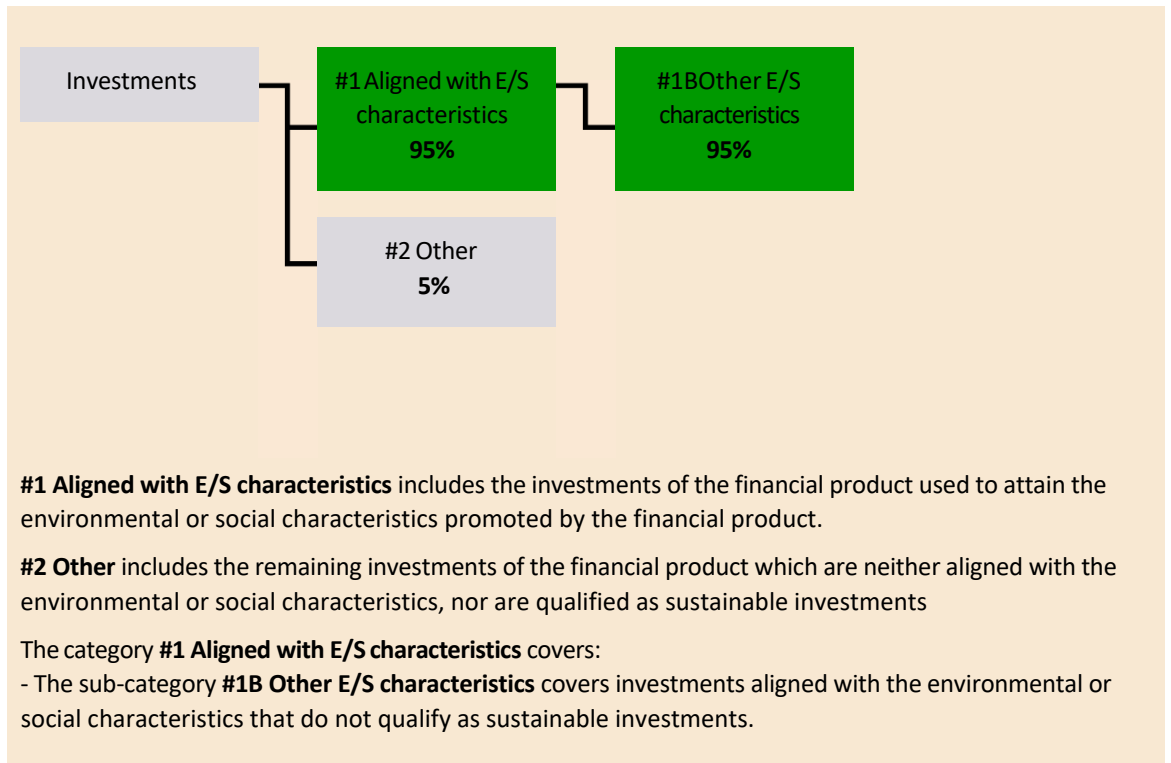 Investments
#1 Aligned with E/S
characteristics
95%
#1BOther E/S
characteristics
95%
#2 Other
5%
#1 Aligned with E/S characteristics includes the investments of the financial product used to attain the
environmental or social characteristics promoted by the financial product.
#2 Other includes the remaining investments of the financial product which are neither aligned with the
environmental or social characteristics, nor are qualified as sustainable investments
The category #1 Aligned with E/S characteristics covers:
- The sub-category #1B Other E/S characteristics covers investments aligned with the environmental or
social characteristics that do not qualify as sustainable investments.